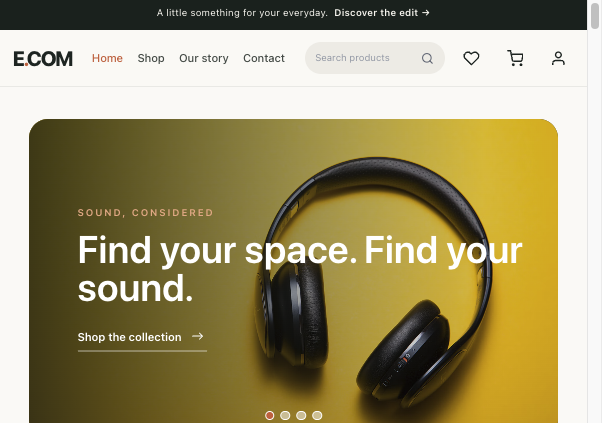 A little something for your everyday. Discover the edit →
E.COM Home Shop Our story Contact Search products
SOUND, CONSIDERED
Find your space. Find your
sound.
Shop the collection →